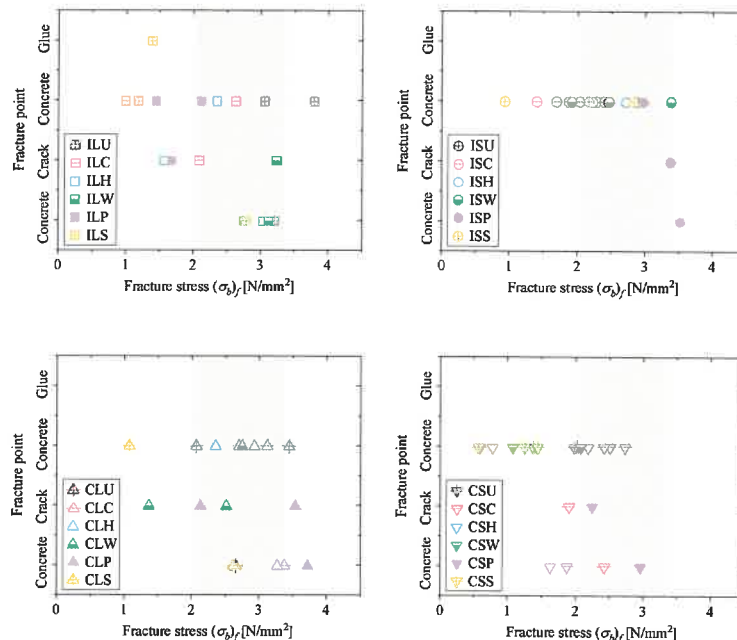 Fracture point
Glue
Concrete
Crack
Concrete
ILU
ILC
ILH
ILW
ILP
ILS
0 1 2 3 4
Fracture stress (σb)f [N/mm²]
Fracture point
Glue
Concrete
Crack
Concrete
ISU
ISC
ISH
ISW
ISP
ISS
0 1 2 3 4
Fracture stress (σb)f [N/mm²]
Fracture point
Glue
Concrete
Crack
Concrete
CLU
CLC
CLH
CLW
CLP
CLS
0 1 2 3 4
Fracture stress (σb)f [N/mm²]
Fracture point
Glue
Concrete
Crack
Concrete
CSU
CSC
CSH
CSW
CSP
CSS
0 1 2 3 4
Fracture stress (σb)f [N/mm²]